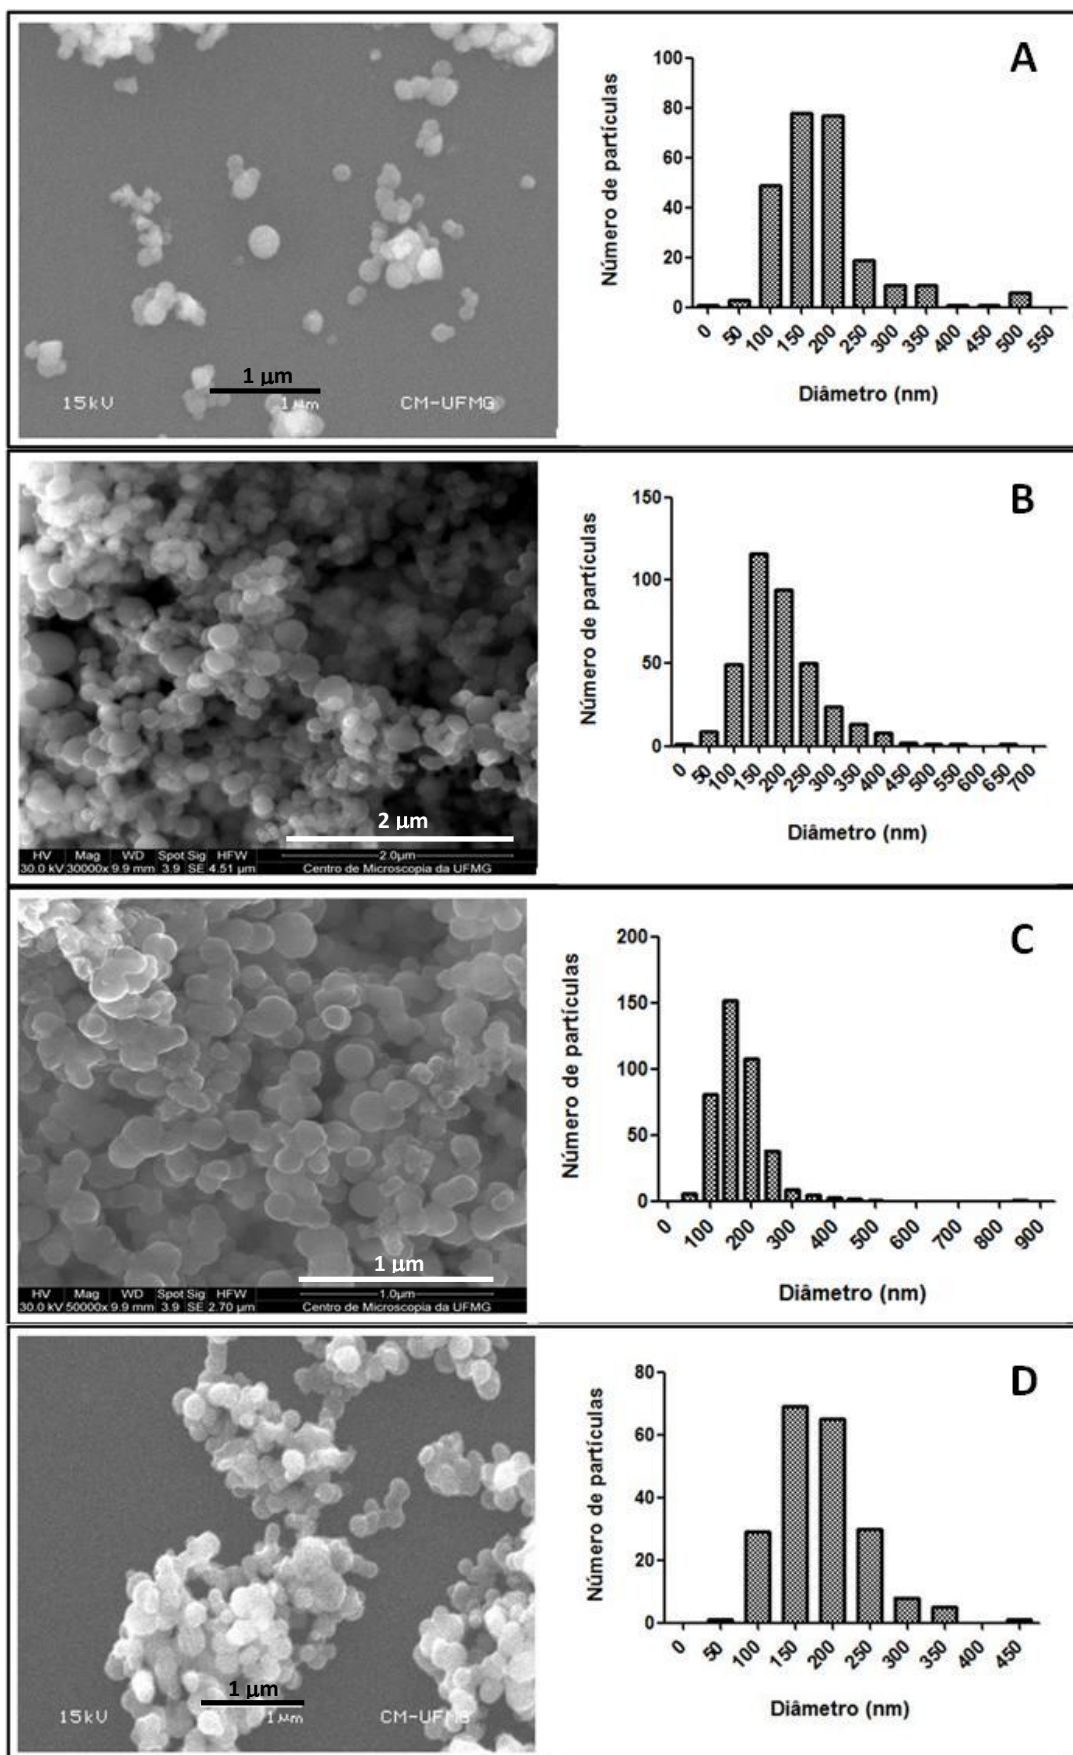 A
Número de partículas
100
80
60
40
20
0
0 50 100 150 200 250 300 350 400 450 500 550
Diâmetro (nm)
1 μm
15kV 1μm CM-UFMG
B
Número de partículas
150
100
50
0
0 50 100 150 200 250 300 350 400 450 500 550 650 700
Diâmetro (nm)
2 μm
HV Mag WD Spot Sig HFW 2.0μm
30.0 kV 30000x 9.9 mm 3.9 SE 4.51 μm Centro de Microscopia da UFMG
C
Número de partículas
200
150
100
50
0
0 100 200 300 400 500 600 700 800 900
Diâmetro (nm)
1 μm
HV Mag WD Spot Sig HFW 1.0μm
30.0 kV 50000x 9.9 mm 3.9 SE 2.70 μm Centro de Microscopia da UFMG
D
Número de partículas
80
60
40
20
0
0 50 100 150 200 250 300 350 400 450
Diâmetro (nm)
1 μm
15kV 1μm CM-UFMG